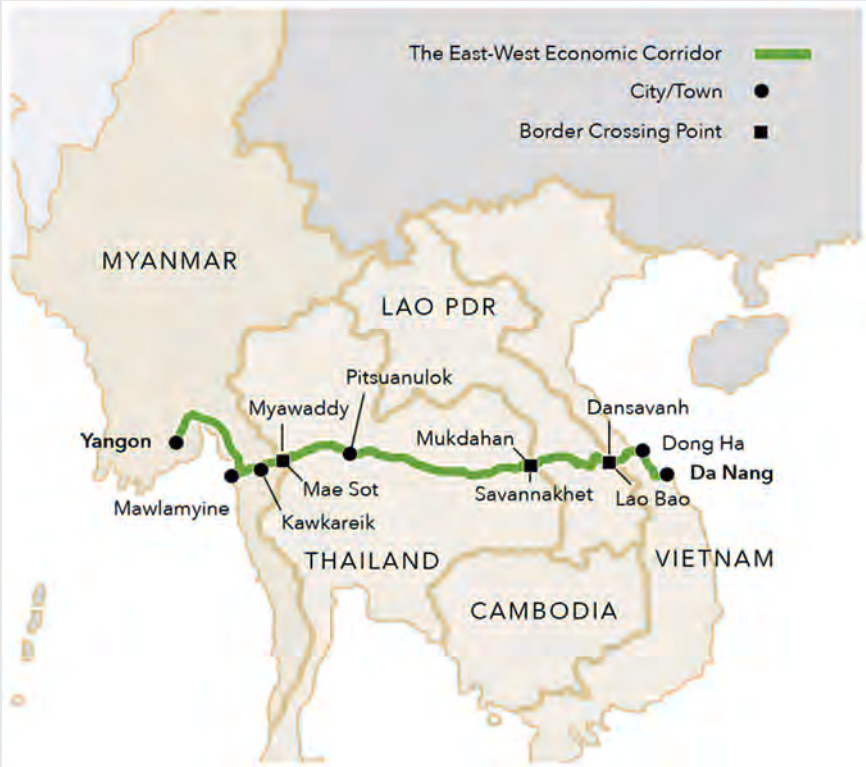 The East-West Economic Corridor
City/Town
Border Crossing Point
MYANMAR
LAO PDR
Pitsuanulok
Myawaddy
Dansavanh
Yangon
Mukdahan
Dong Ha
Da Nang
Mae Sot
Savannakhet
Lao Bao
Mawlamyine
Kawkareik
THAILAND
VIETNAM
CAMBODIA